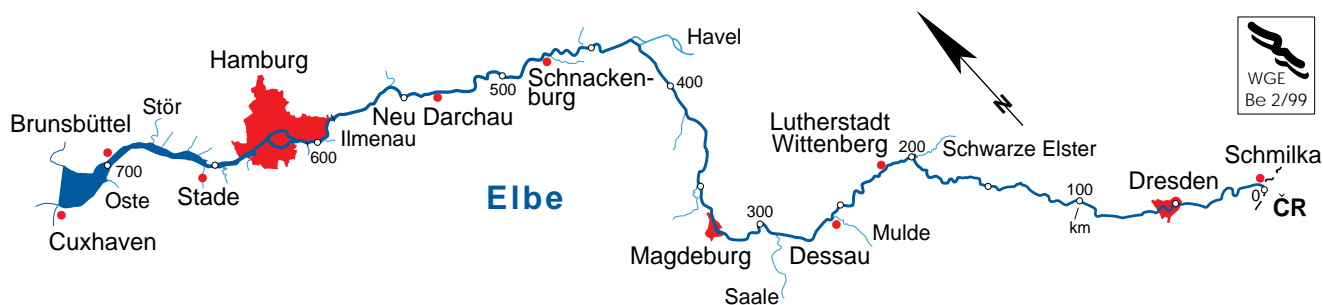 Hamburg
Havel
WGE
Be 2/99
N
Stör
Brunsbüttel
700
Oste
Stade
Cuxhaven
600
Ilmenau
Neu Darchau
500
Schnacken-
burg
400
Elbe
Lutherstadt
Wittenberg
200
Schwarze Elster
Schmilka
0
ČR
100
km
Dresden
300
Magdeburg
Dessau
Mulde
Saale